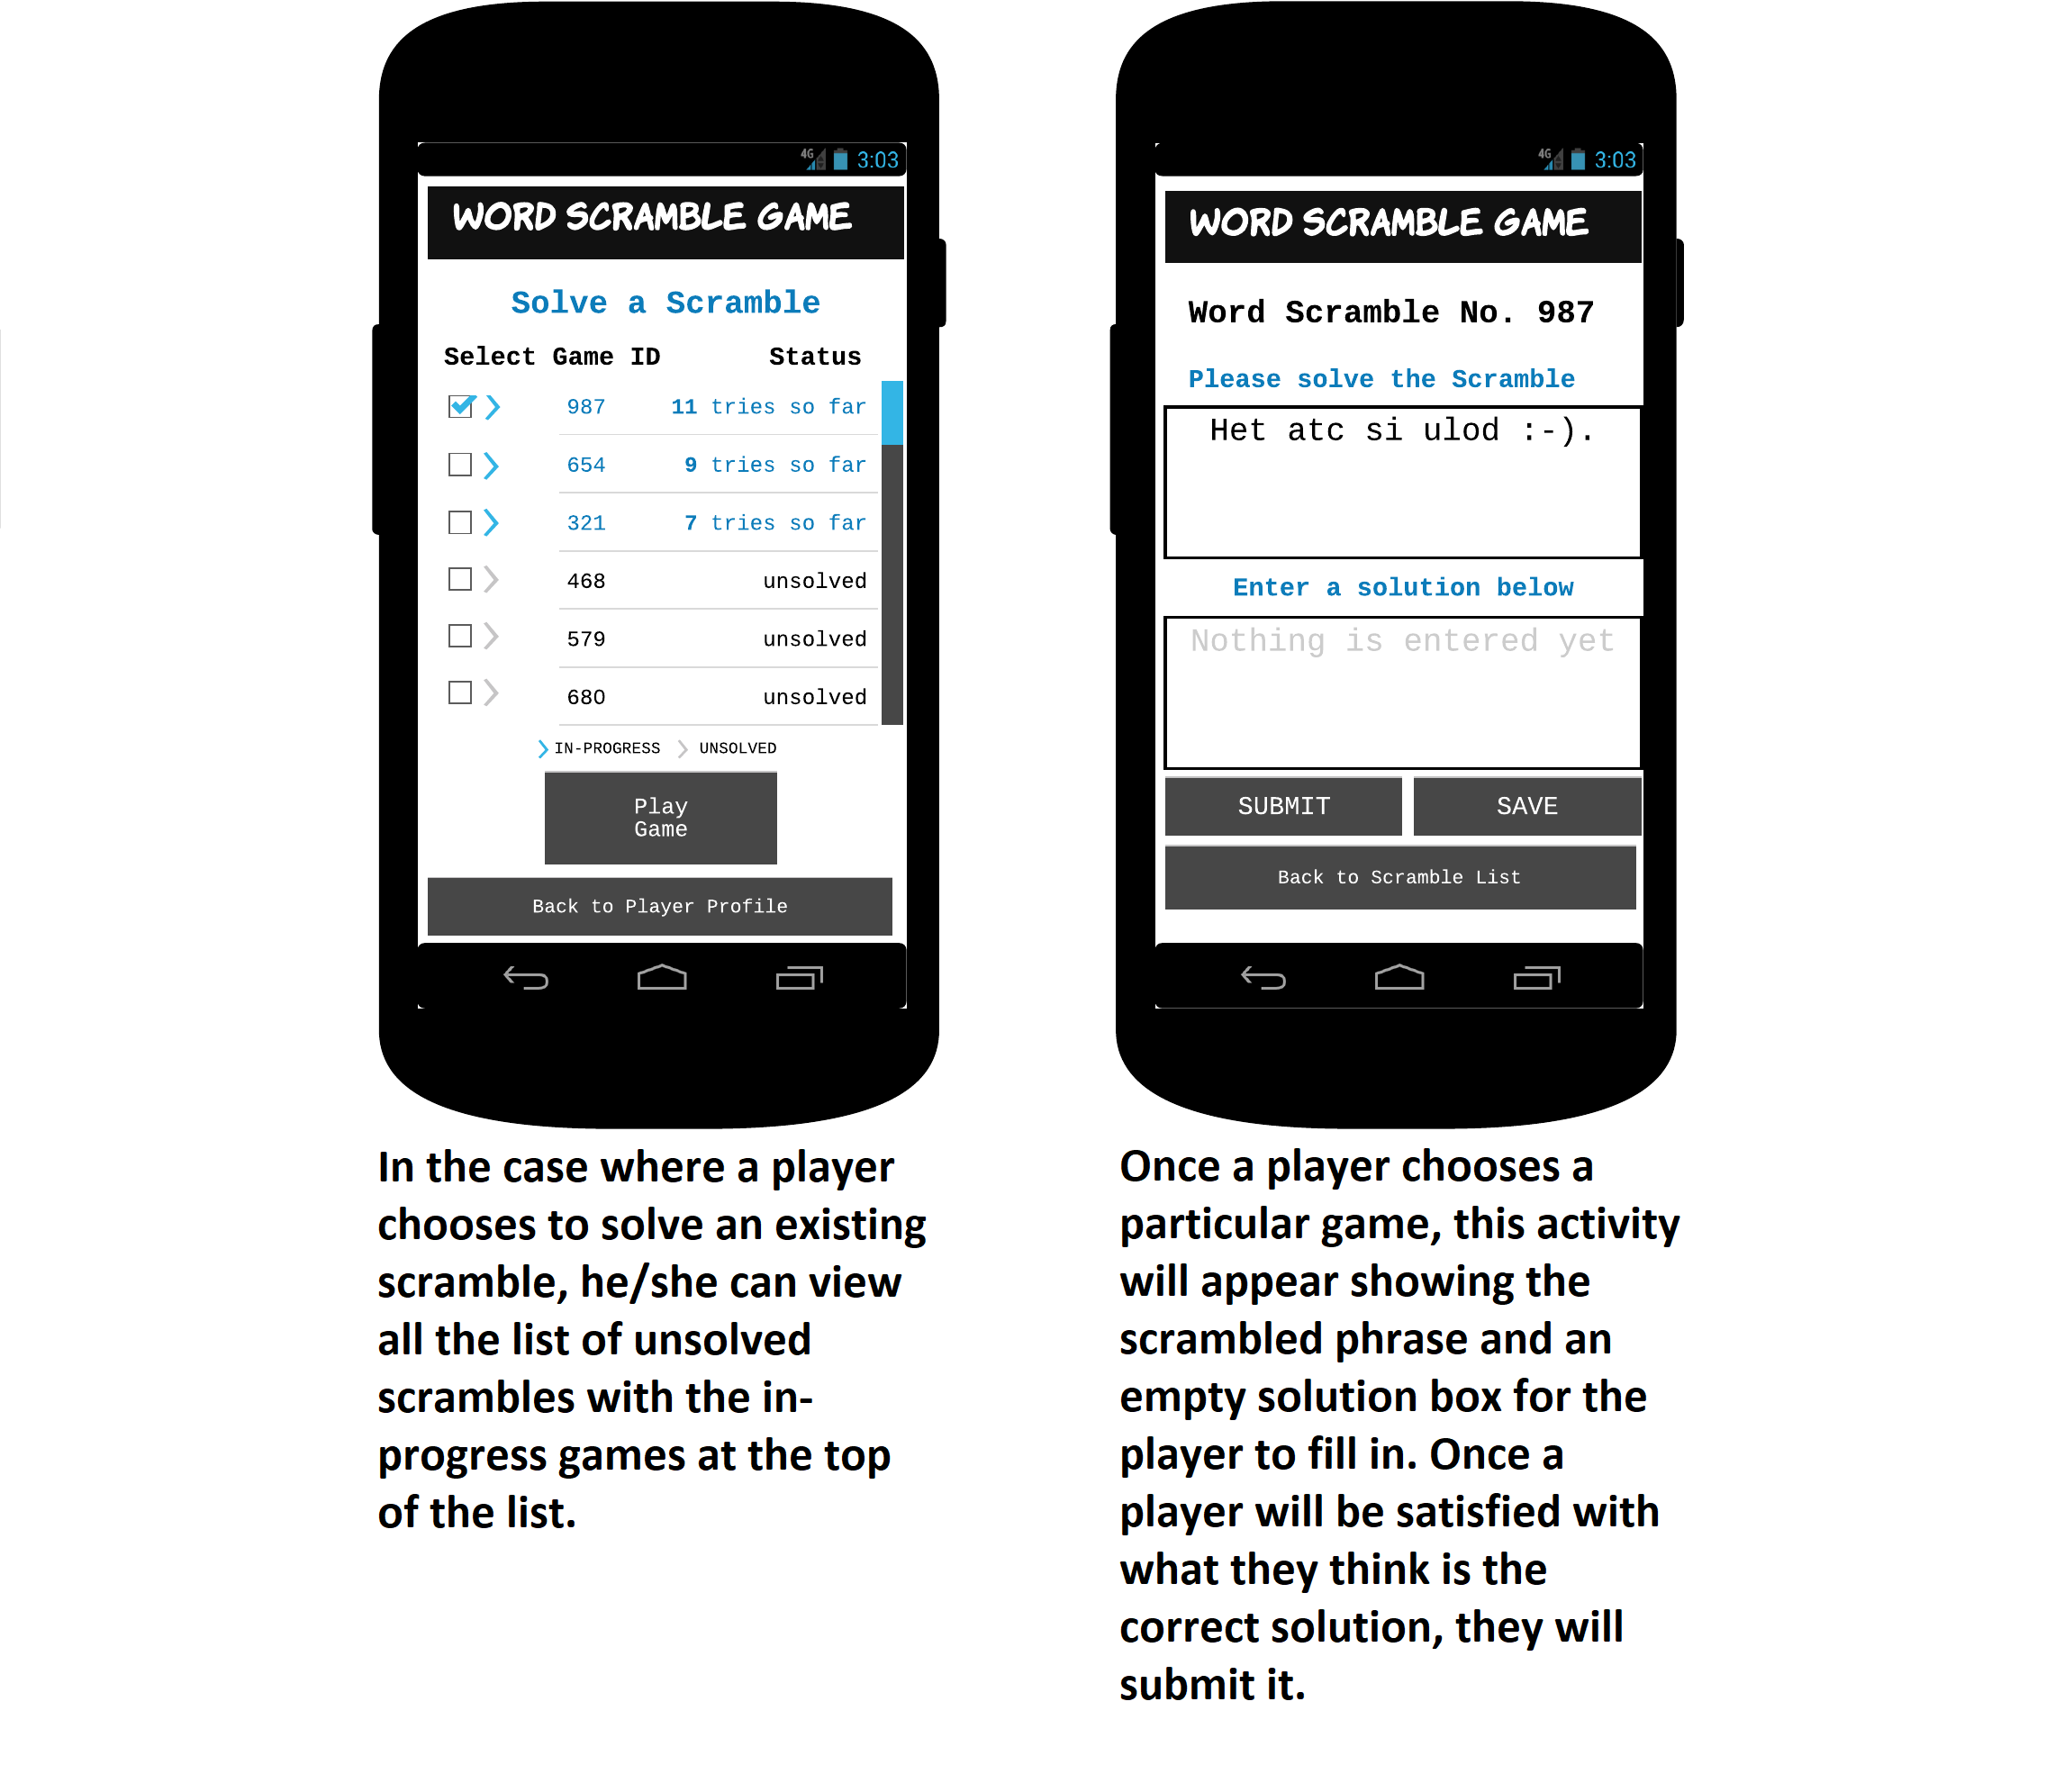 4G 3:03
WORD SCRAMBLE GAME
Solve a Scramble
Select Game ID Status
987 11 tries so far
654 9 tries so far
321 7 tries so far
468 unsolved
579 unsolved
680 unsolved
IN-PROGRESS UNSOLVED
Play
Game
Back to Player Profile
In the case where a player
chooses to solve an existing
scramble, he/she can view
all the list of unsolved
scrambles with the in-
progress games at the top
of the list.
4G 3:03
WORD SCRAMBLE GAME
Word Scramble No. 987
Please solve the Scramble
Het atc si ulod :-).
Enter a solution below
Nothing is entered yet
SUBMIT SAVE
Back to Scramble List
Once a player chooses a
particular game, this activity
will appear showing the
scrambled phrase and an
empty solution box for the
player to fill in. Once a
player will be satisfied with
what they think is the
correct solution, they will
submit it.